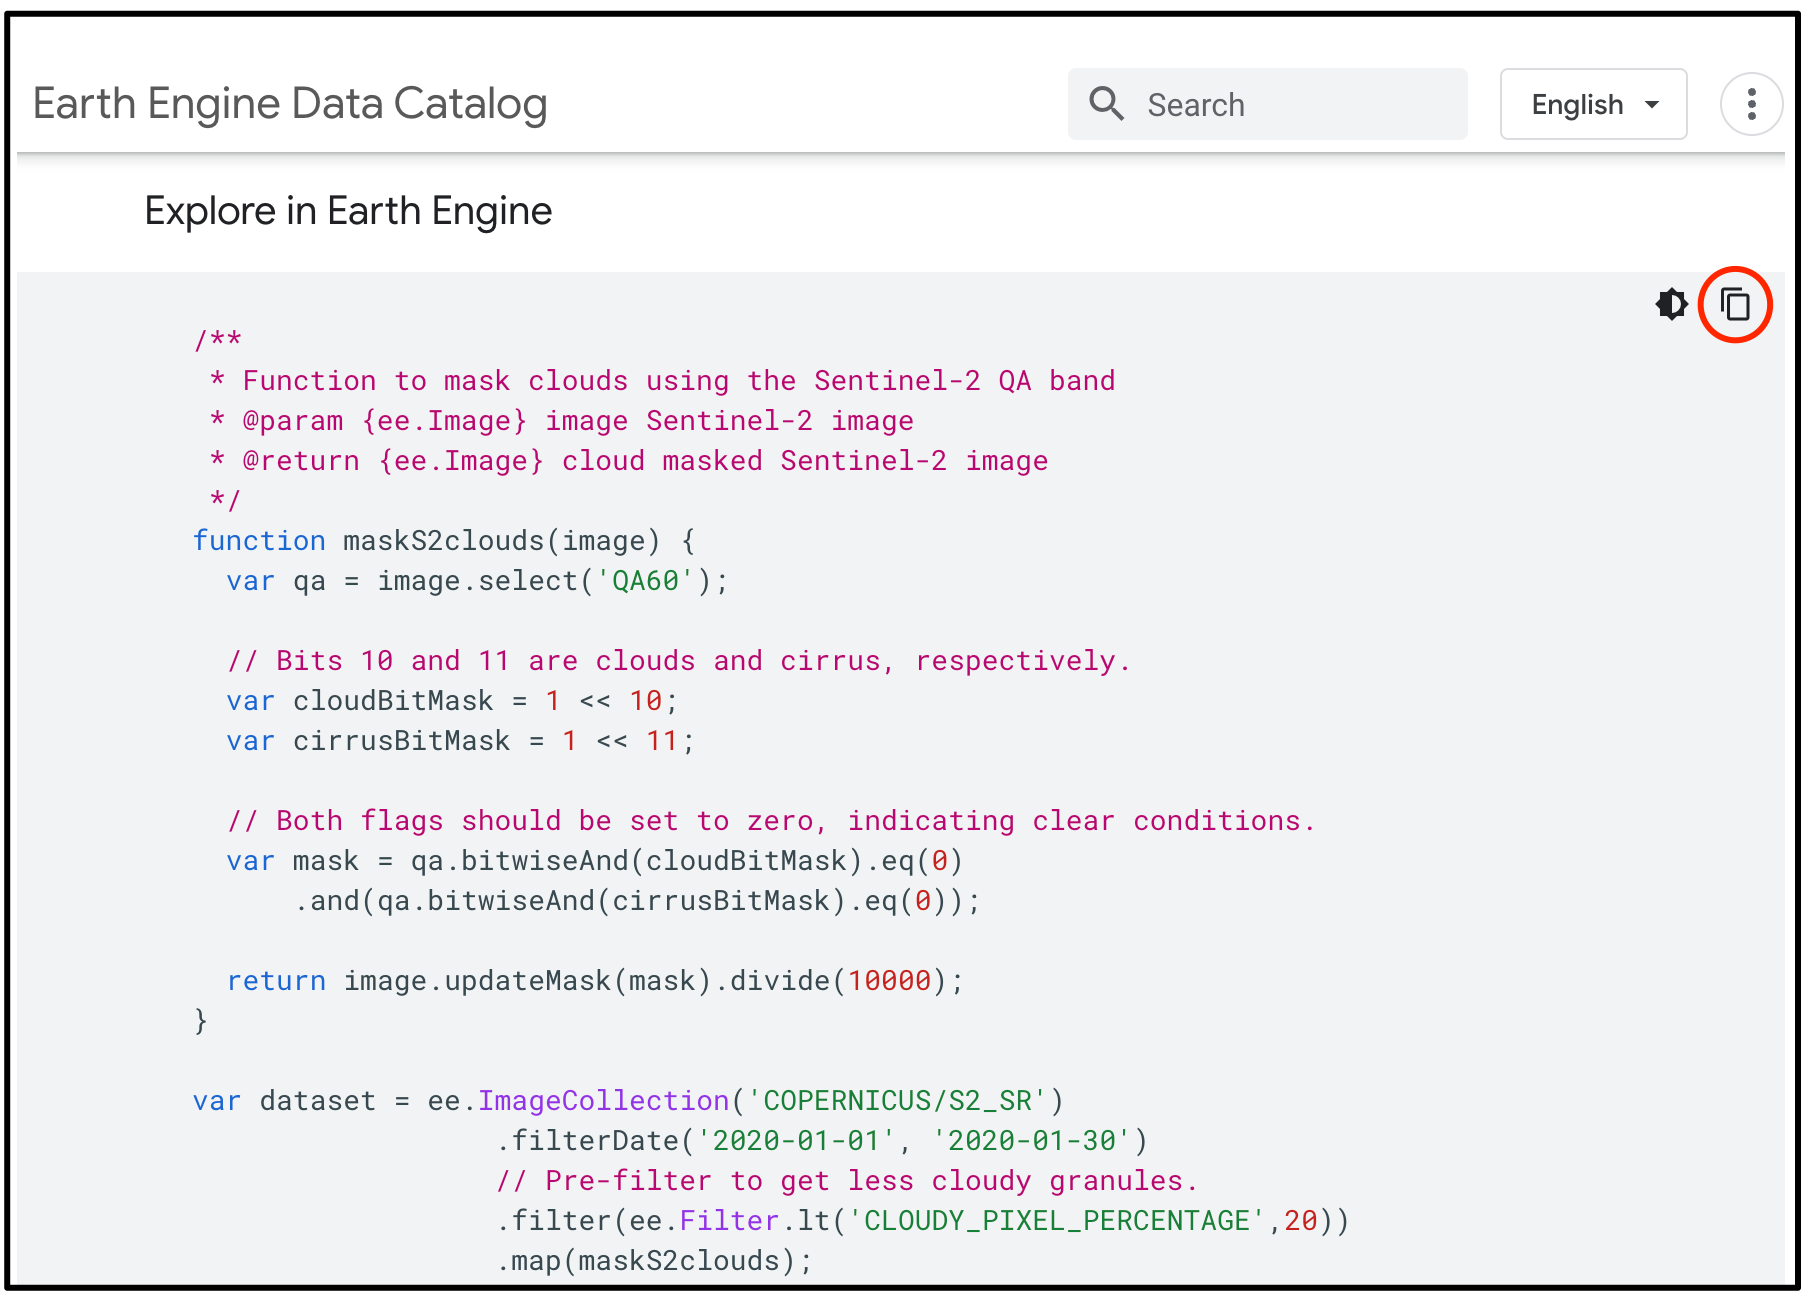 Earth Engine Data Catalog
Search
English
Explore in Earth Engine
/**
 * Function to mask clouds using the Sentinel-2 QA band
 * @param {ee.Image} image Sentinel-2 image
 * @return {ee.Image} cloud masked Sentinel-2 image
 */
function maskS2clouds(image) {
  var qa = image.select('QA60');
  // Bits 10 and 11 are clouds and cirrus, respectively.
  var cloudBitMask = 1 << 10;
  var cirrusBitMask = 1 << 11;
  // Both flags should be set to zero, indicating clear conditions.
  var mask = qa.bitwiseAnd(cloudBitMask).eq(0)
      .and(qa.bitwiseAnd(cirrusBitMask).eq(0));
  return image.updateMask(mask).divide(10000);
}
var dataset = ee.ImageCollection('COPERNICUS/S2_SR')
                  .filterDate('2020-01-01', '2020-01-30')
                  // Pre-filter to get less cloudy granules.
                  .filter(ee.Filter.lt('CLOUDY_PIXEL_PERCENTAGE',20))
                  .map(maskS2clouds);